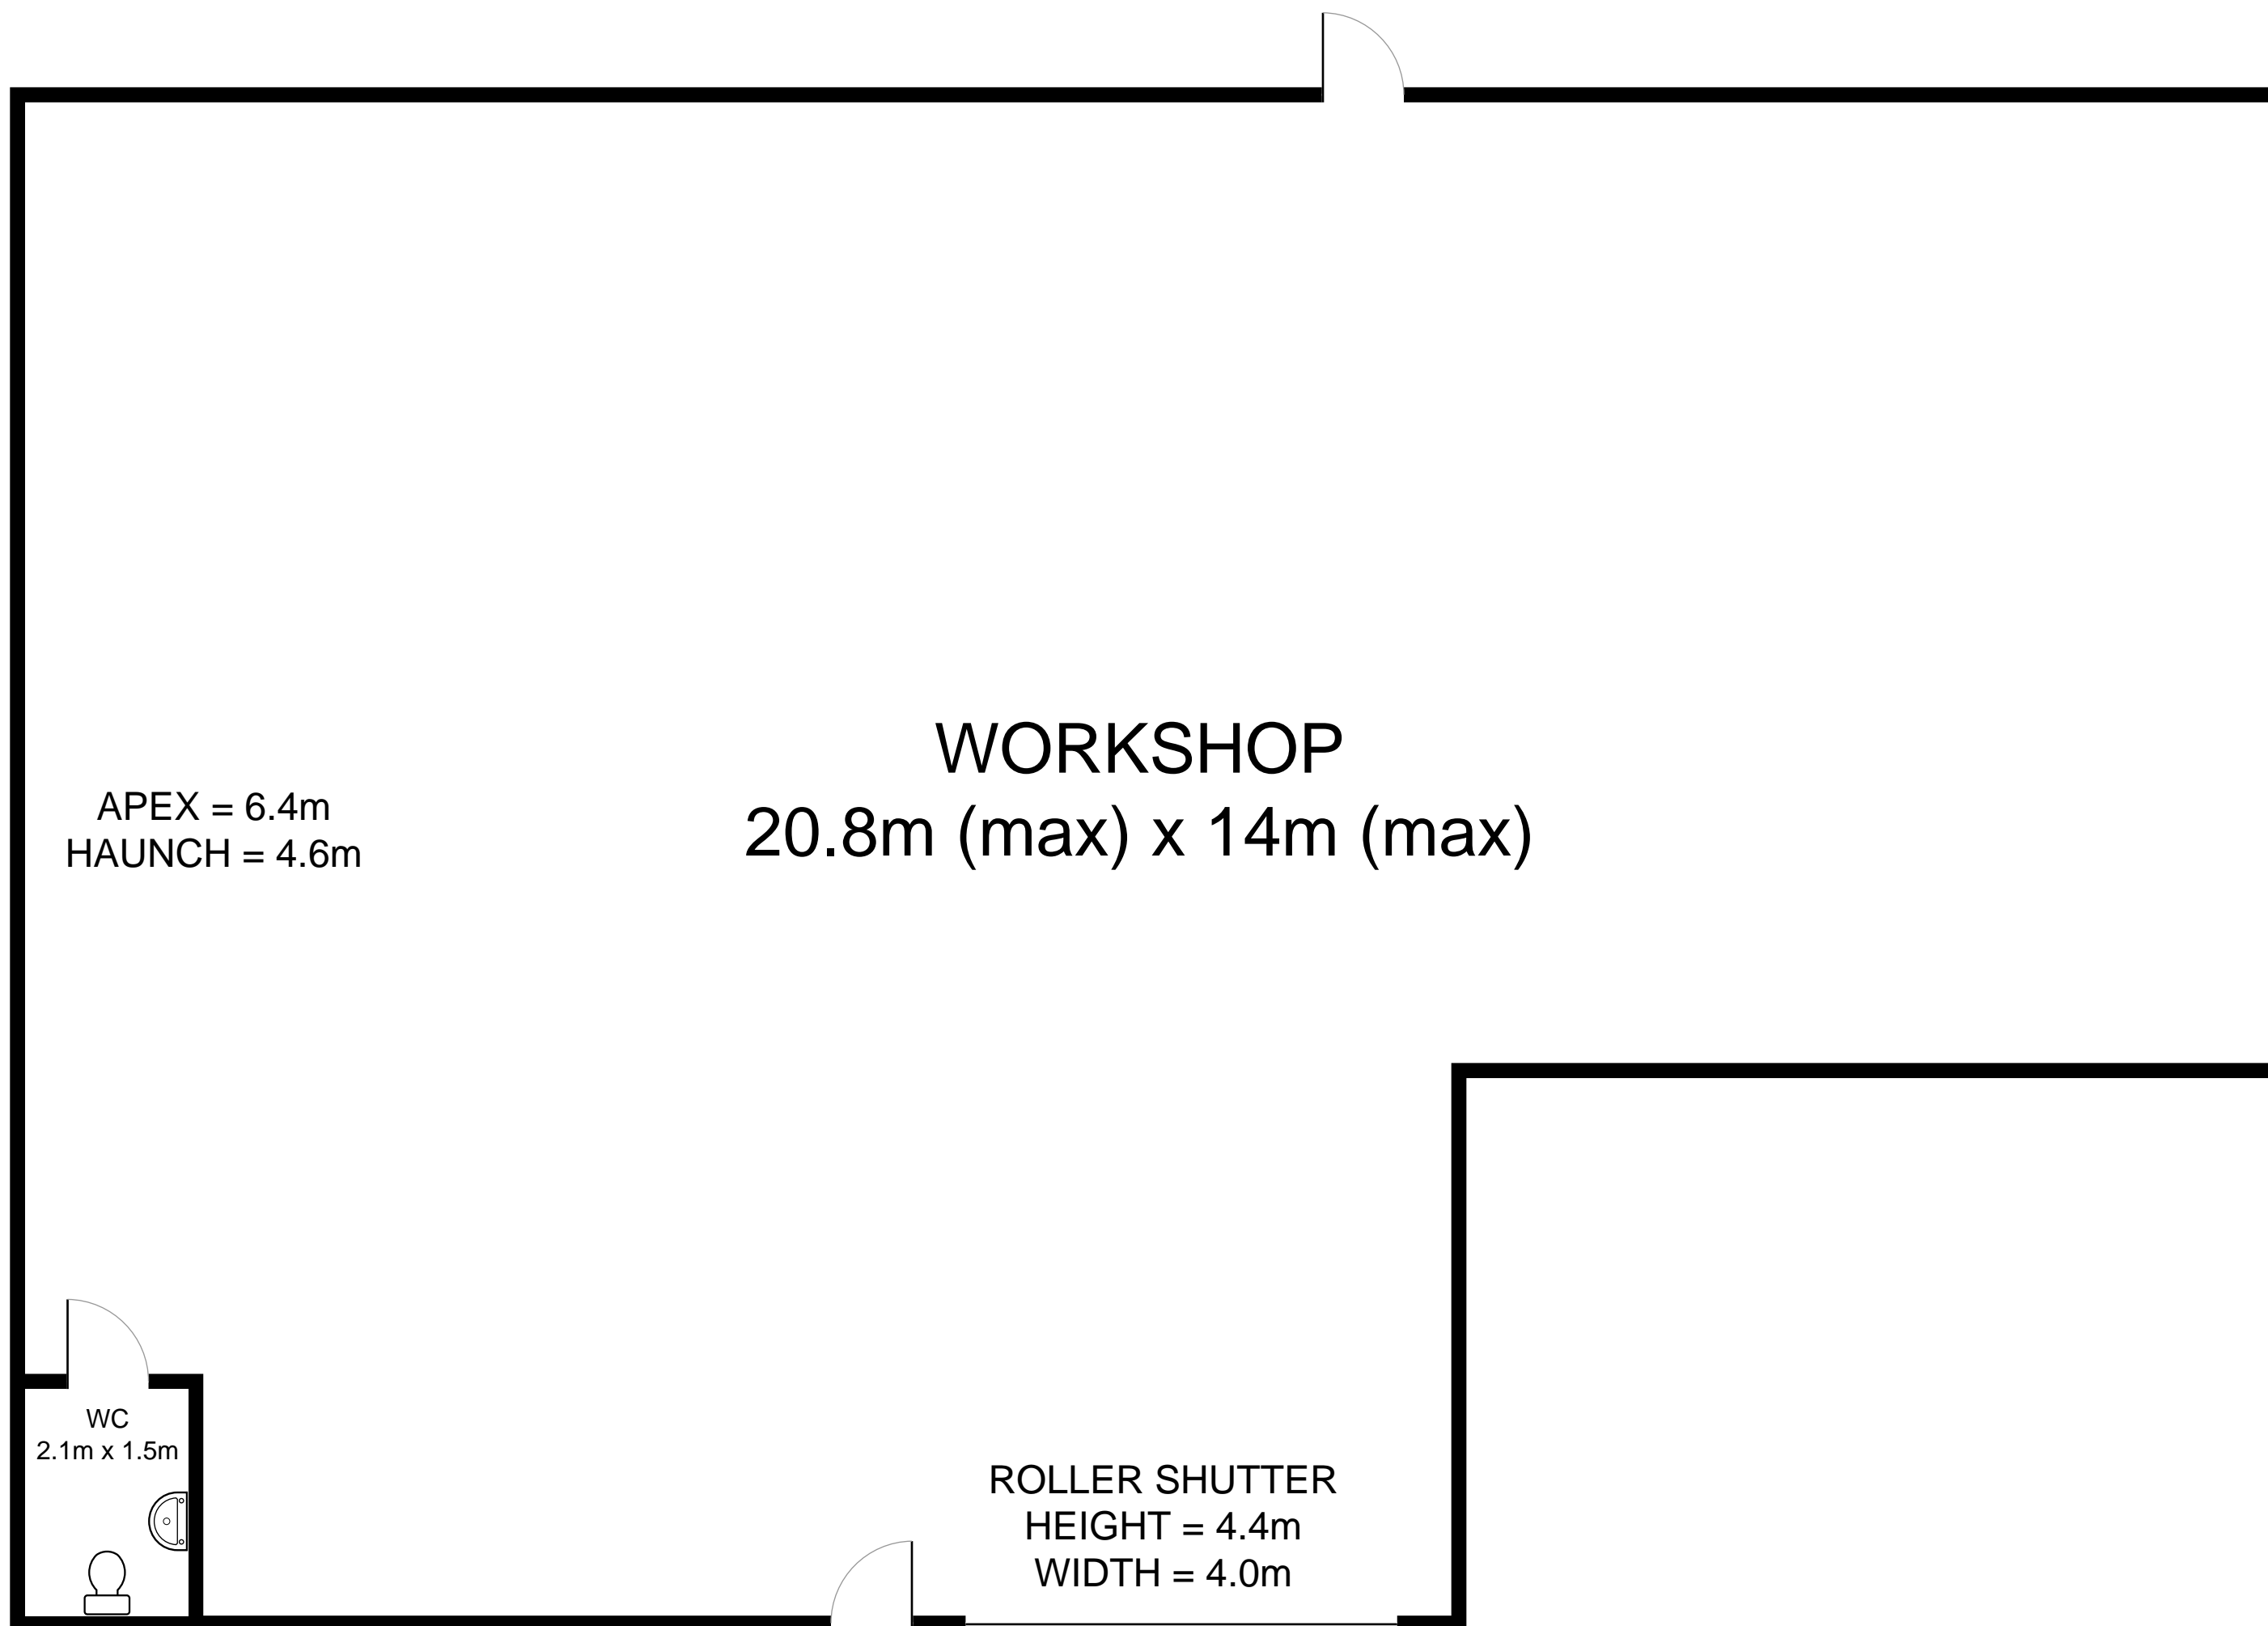 WORKSHOP
20.8m (max) x 14m (max)
APEX = 6.4m
HAUNCH = 4.6m
WC
2.1m x 1.5m
ROLLER SHUTTER
HEIGHT = 4.4m
WIDTH = 4.0m